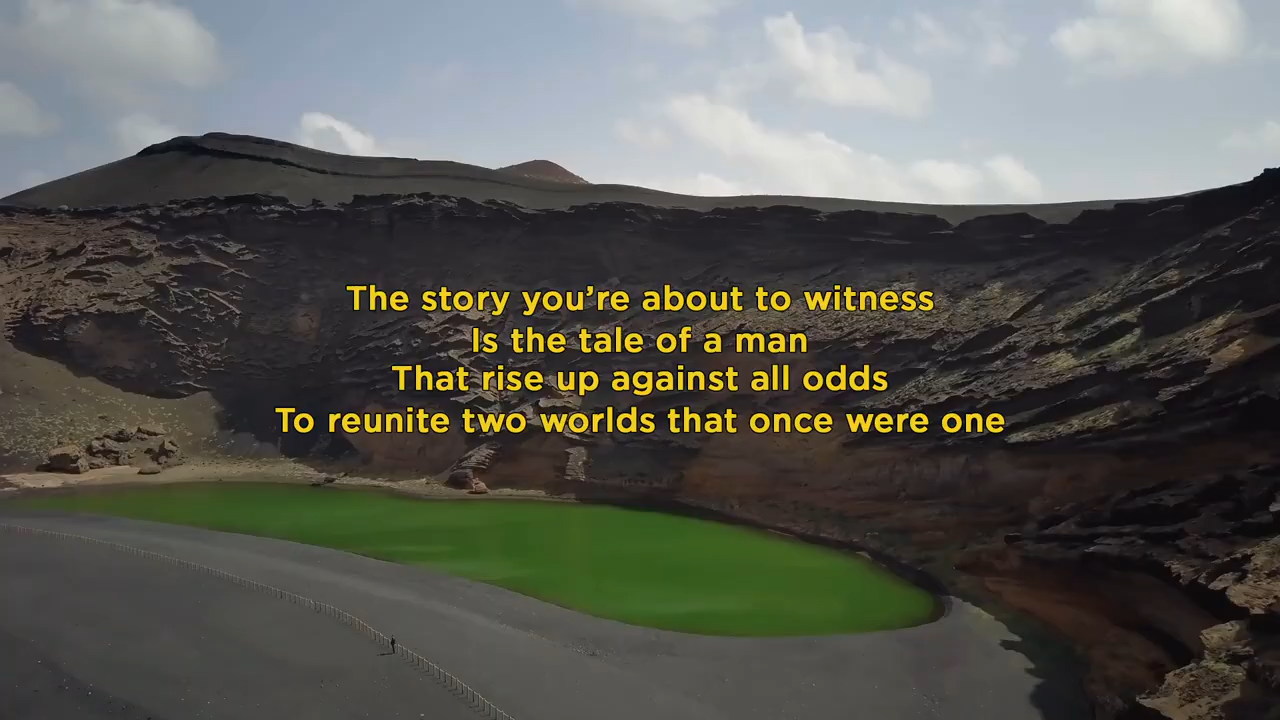 The story you’re about to witness
Is the tale of a man
That rise up against all odds
To reunite two worlds that once were one